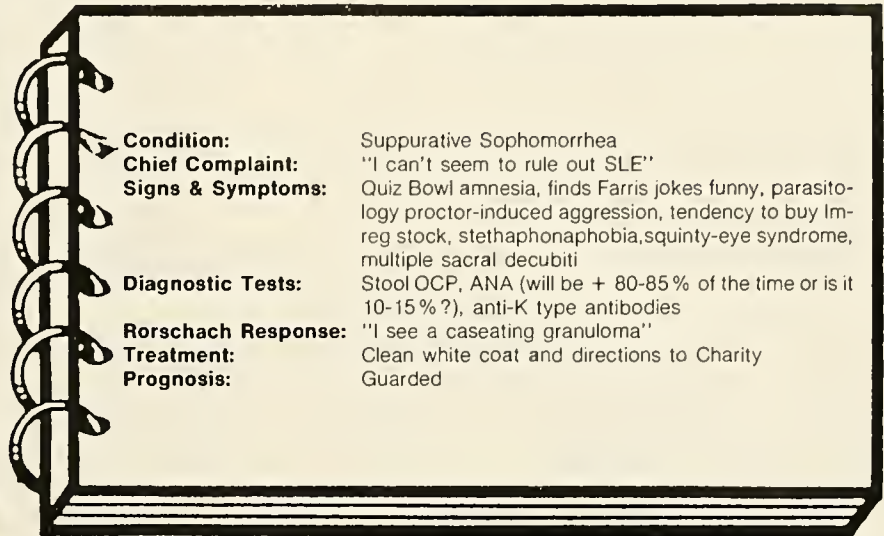 Condition: Suppurative Sophomorrhea
Chief Complaint: "I can't seem to rule out SLE"
Signs & Symptoms: Quiz Bowl amnesia, finds Farris jokes funny, parasito-
logy proctor-induced aggression, tendency to buy Im-
reg stock, stethaphonaphobia,squinty-eye syndrome,
multiple sacral decubiti
Diagnostic Tests: Stool OCP, ANA (will be + 80-85% of the time or is it
10-15%?), anti-K type antibodies
Rorschach Response: "I see a caseating granuloma"
Treatment: Clean white coat and directions to Charity
Prognosis: Guarded